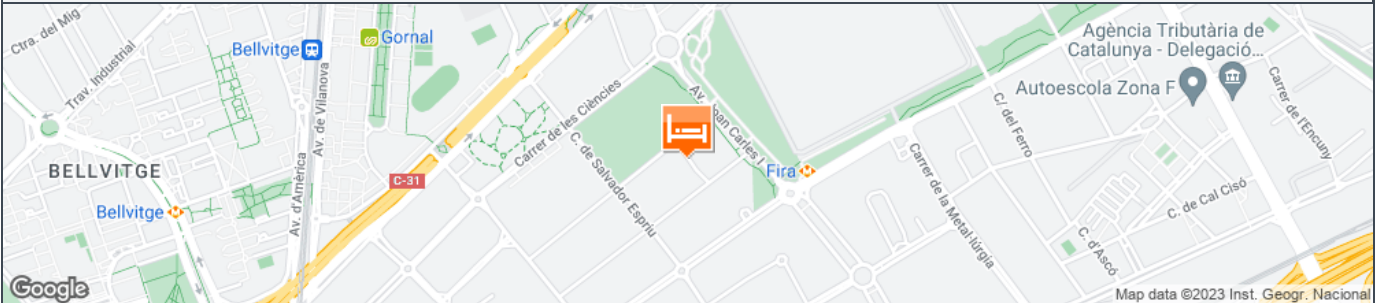 Ctra. del Mig
Trav. Industrial
Bellvitge
Gornal
Av. de Vilanova
Av. d'Amèrica
BELLVITGE
Bellvitge
C-31
Carrer de les Ciències
C. de Salvador Espriu
Av. Joan Carles I
Fira
Agència Tributària de
Catalunya - Delegació...
Autoescola Zona F
C/ del Ferro
Carrer de l'Encuny
Carrer de la Metal·lúrgia
C. de Cal Cisó
C. d'Ascó
Google
Map data ©2023 Inst. Geogr. Nacional